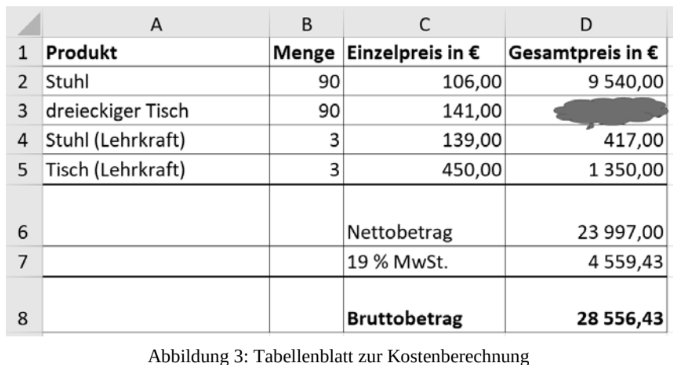 A B C D
1 Produkt Menge Einzelpreis in € Gesamtpreis in €
2 Stuhl 90 106,00 9 540,00
3 dreieckiger Tisch 90 141,00
4 Stuhl (Lehrkraft) 3 139,00 417,00
5 Tisch (Lehrkraft) 3 450,00 1 350,00
6 Nettobetrag 23 997,00
7 19 % MwSt. 4 559,43
8 Bruttobetrag 28 556,43
Abbildung 3: Tabellenblatt zur Kostenberechnung